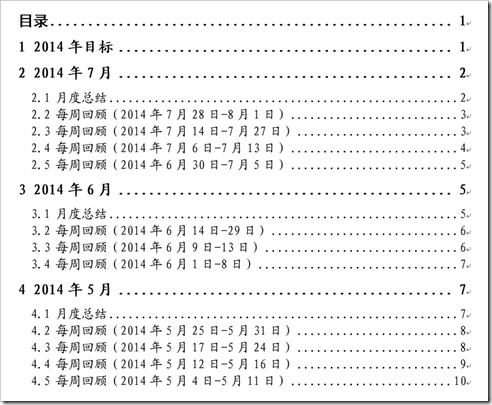 目录........................................ 1
1 2014 年目标........................................ 1
2 2014 年 7 月........................................ 2
2.1 月度总结........................................ 2
2.2 每周回顾（2014 年 7 月 28 日-8 月 1 日）........................................ 3
2.3 每周回顾（2014 年 7 月 14 日-7 月 27 日）........................................ 3
2.4 每周回顾（2014 年 7 月 6 日-7 月 13 日）........................................ 4
2.5 每周回顾（2014 年 6 月 30 日-7 月 5 日）........................................ 5
3 2014 年 6 月........................................ 5
3.1 月度总结........................................ 5
3.2 每周回顾（2014 年 6 月 14 日-29 日）........................................ 6
3.3 每周回顾（2014 年 6 月 9 日-13 日）........................................ 6
3.4 每周回顾（2014 年 6 月 1 日-8 日）........................................ 7
4 2014 年 5 月........................................ 7
4.1 月度总结........................................ 7
4.2 每周回顾（2014 年 5 月 25 日-5 月 31 日）........................................ 8
4.3 每周回顾（2014 年 5 月 17 日-5 月 24 日）........................................ 8
4.4 每周回顾（2014 年 5 月 12 日-5 月 16 日）........................................ 9
4.5 每周回顾（2014 年 5 月 4 日-5 月 11 日）........................................ 10